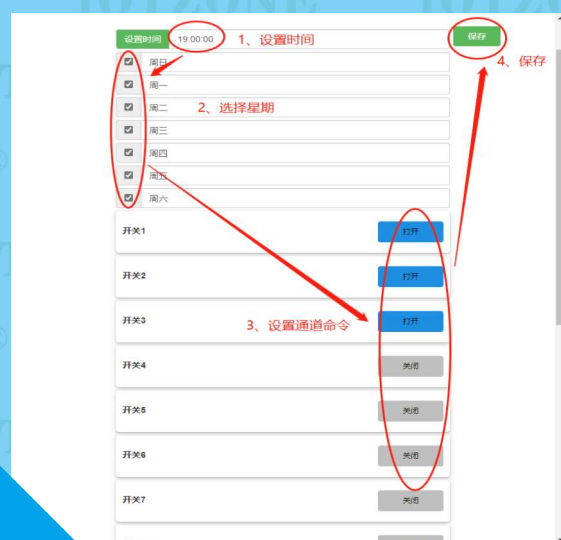 IOTZONE
设置时间 19:00:00 1、设置时间 保存
周日 4、保存
周一
周二 2、选择星期
周三
周四
周五
周六
开关1 打开
开关2 打开
开关3 打开
3、设置通道命令
开关4 关闭
开关5 关闭
开关6 关闭
开关7 关闭